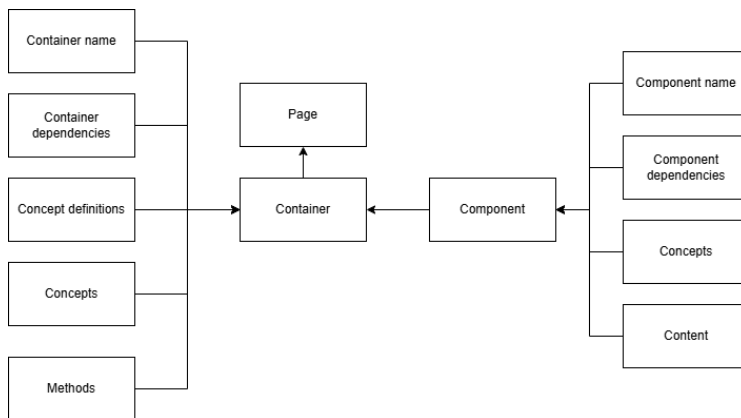 Container name
Container
dependencies
Concept definitions
Concepts
Methods
Page
Container
Component
Component name
Component
dependencies
Concepts
Content